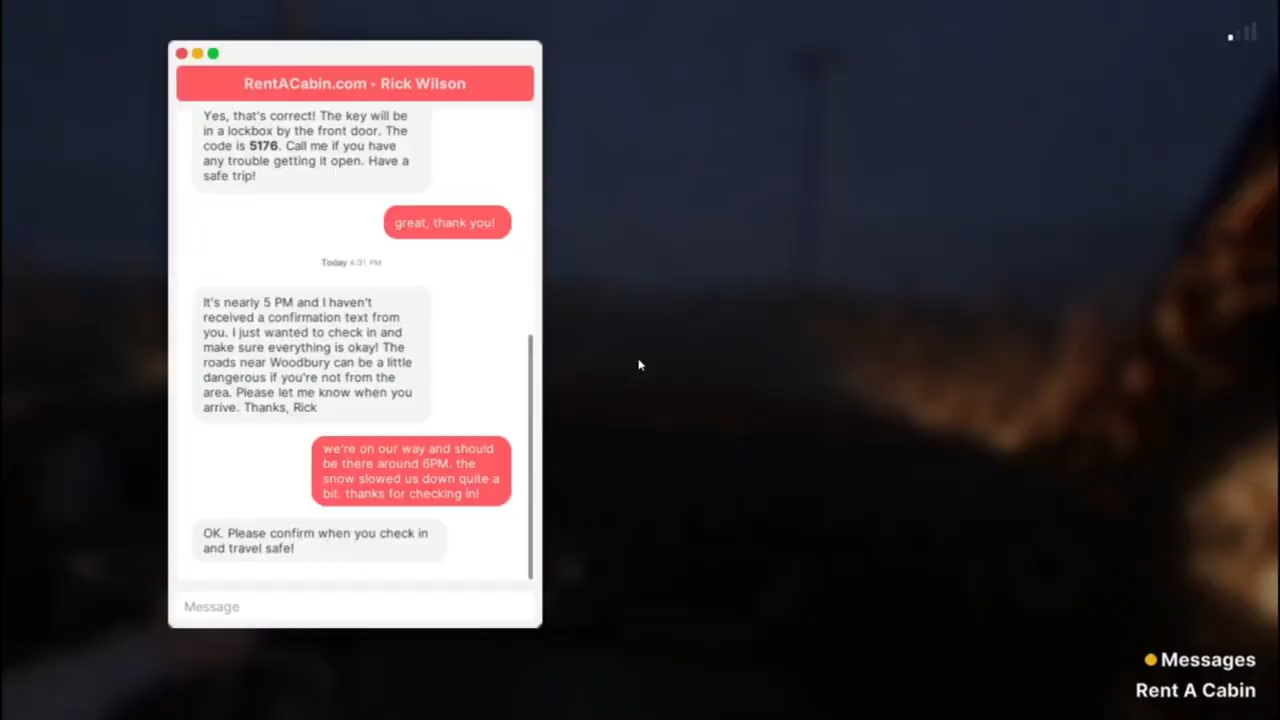 RentACabin.com • Rick Wilson
Yes, that's correct! The key will be
in a lockbox by the front door. The
code is 5176. Call me if you have
any trouble getting it open. Have a
safe trip!
great, thank you!
Today 4:31 PM
It's nearly 5 PM and I haven't
received a confirmation text from
you. I just wanted to check in and
make sure everything is okay! The
roads near Woodbury can be a little
dangerous if you're not from the
area. Please let me know when you
arrive. Thanks, Rick
we're on our way and should
be there around 6PM. the
snow slowed us down quite a
bit. thanks for checking in!
OK. Please confirm when you check in
and travel safe!
Message
Messages
Rent A Cabin